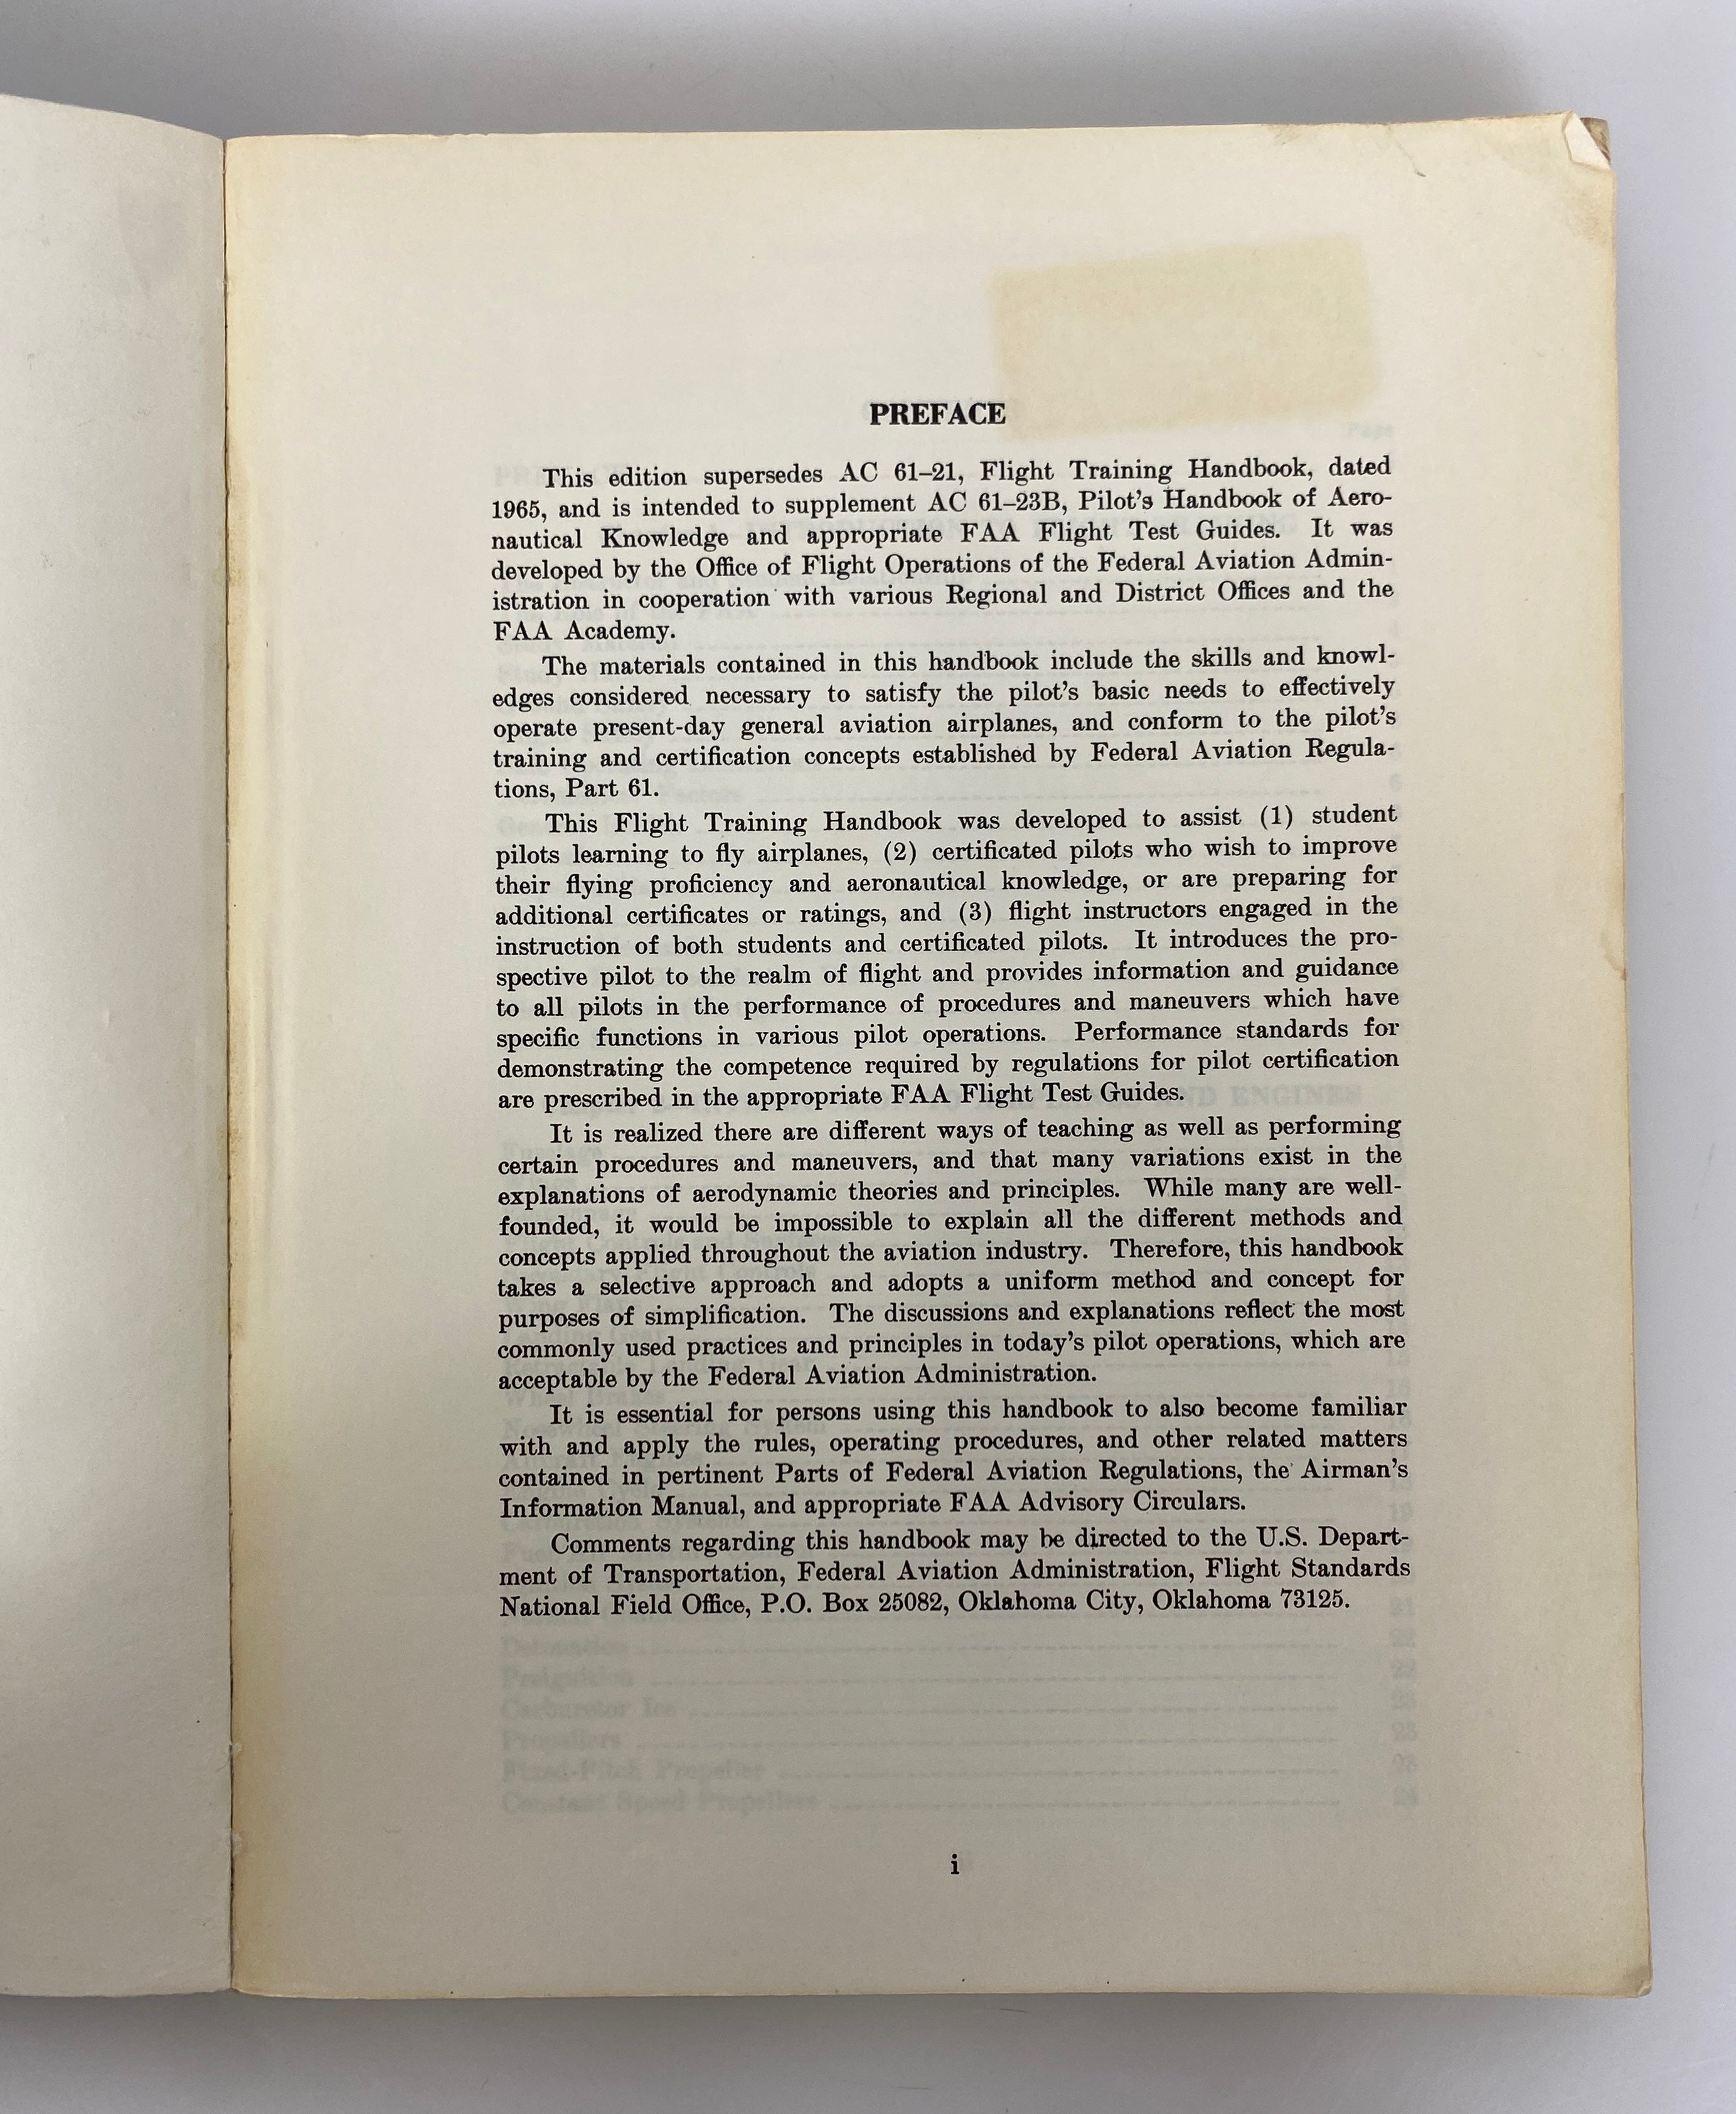 PREFACE
This edition supersedes AC 61–21, Flight Training Handbook, dated
1965, and is intended to supplement AC 61–23B, Pilot's Handbook of Aero-
nautical Knowledge and appropriate FAA Flight Test Guides. It was
developed by the Office of Flight Operations of the Federal Aviation Admin-
istration in cooperation with various Regional and District Offices and the
FAA Academy.
The materials contained in this handbook include the skills and knowl-
edges considered necessary to satisfy the pilot's basic needs to effectively
operate present-day general aviation airplanes, and conform to the pilot's
training and certification concepts established by Federal Aviation Regula-
tions, Part 61.
This Flight Training Handbook was developed to assist (1) student
pilots learning to fly airplanes, (2) certificated pilots who wish to improve
their flying proficiency and aeronautical knowledge, or are preparing for
additional certificates or ratings, and (3) flight instructors engaged in the
instruction of both students and certificated pilots. It introduces the pro-
spective pilot to the realm of flight and provides information and guidance
to all pilots in the performance of procedures and maneuvers which have
specific functions in various pilot operations. Performance standards for
demonstrating the competence required by regulations for pilot certification
are prescribed in the appropriate FAA Flight Test Guides.
It is realized there are different ways of teaching as well as performing
certain procedures and maneuvers, and that many variations exist in the
explanations of aerodynamic theories and principles. While many are well-
founded, it would be impossible to explain all the different methods and
concepts applied throughout the aviation industry. Therefore, this handbook
takes a selective approach and adopts a uniform method and concept for
purposes of simplification. The discussions and explanations reflect the most
commonly used practices and principles in today's pilot operations, which are
acceptable by the Federal Aviation Administration.
It is essential for persons using this handbook to also become familiar
with and apply the rules, operating procedures, and other related matters
contained in pertinent Parts of Federal Aviation Regulations, the Airman's
Information Manual, and appropriate FAA Advisory Circulars.
Comments regarding this handbook may be directed to the U.S. Depart-
ment of Transportation, Federal Aviation Administration, Flight Standards
National Field Office, P.O. Box 25082, Oklahoma City, Oklahoma 73125.
Detonation
Preignition
Carburetor Ice
Propellers
Fixed-Pitch Propeller
Constant Speed Propellers
i